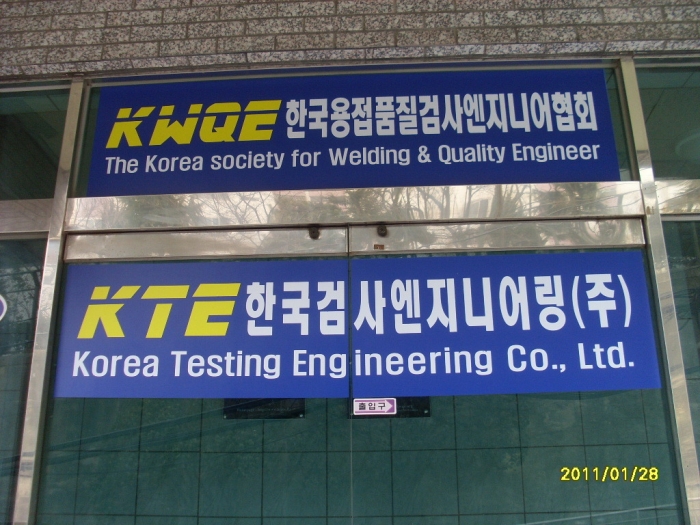 KWQE 한국용접품질검사엔지니어협회
The Korea society for Welding & Quality Engineer
KTE 한국검사엔지니어링(주)
Korea Testing Engineering Co., Ltd.
출입구
2011/01/28